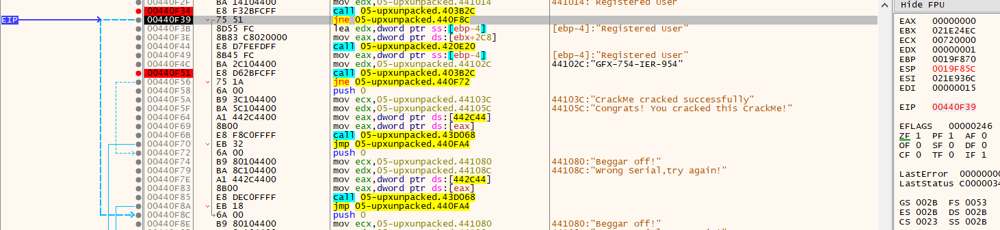 00440F2F BA 14104400 mov edx,05-upxunpacked.441014 441014:"Registered User" Hide FPU
00440F34 E8 F32BFCFF call 05-upxunpacked.403B2C
EIP 00440F39 75 51 jne 05-upxunpacked.440F8C EAX 00000000
00440F3B 8D55 FC lea edx,dword ptr ss:[ebp-4] [ebp-4]:"Registered User" EBX 021E24EC
00440F3E 8B83 C8020000 mov eax,dword ptr ds:[ebx+2C8] ECX 00720000
00440F44 E8 D7FEFDFF call 05-upxunpacked.420E20 EDX 00000001
00440F49 8B45 FC mov eax,dword ptr ss:[ebp-4] [ebp-4]:"Registered User" EBP 0019F870
00440F4C BA 2C104400 mov edx,05-upxunpacked.44102C 44102C:"GFX-754-IER-954" ESP 0019F85C
00440F51 E8 D62BFCFF call 05-upxunpacked.403B2C ESI 021E936C
00440F56 75 1A jne 05-upxunpacked.440F72 EDI 00000015
00440F58 6A 00 push 0
00440F5A B9 3C104400 mov ecx,05-upxunpacked.44103C 44103C:"CrackMe cracked successfully" EIP 00440F39
00440F5F BA 5C104400 mov edx,05-upxunpacked.44105C 44105C:"Congrats! You cracked this CrackMe!"
00440F64 A1 442C4400 mov eax,dword ptr ds:[442C44] EFLAGS 00000246
00440F69 8B00 mov eax,dword ptr ds:[eax] ZF 1 PF 1 AF 0
00440F6B E8 F8C0FFFF call 05-upxunpacked.43D068 OF 0 SF 0 DF 0
00440F70 EB 32 jmp 05-upxunpacked.440FA4 CF 0 TF 0 IF 1
00440F72 6A 00 push 0
00440F74 B9 80104400 mov ecx,05-upxunpacked.441080 441080:"Beggar off!"
00440F79 BA 8C104400 mov edx,05-upxunpacked.44108C 44108C:"Wrong Serial,try again!" LastError 00000000
00440F7E A1 442C4400 mov eax,dword ptr ds:[442C44] LastStatus C0000034
00440F83 8B00 mov eax,dword ptr ds:[eax]
00440F85 E8 DEC0FFFF call 05-upxunpacked.43D068 GS 002B FS 0053
00440F8A EB 18 jmp 05-upxunpacked.440FA4 ES 002B DS 002B
00440F8C 6A 00 push 0 CS 0023 SS 002B
00440F8E B9 80104400 mov ecx,05-upxunpacked.441080 441080:"Beggar off!"